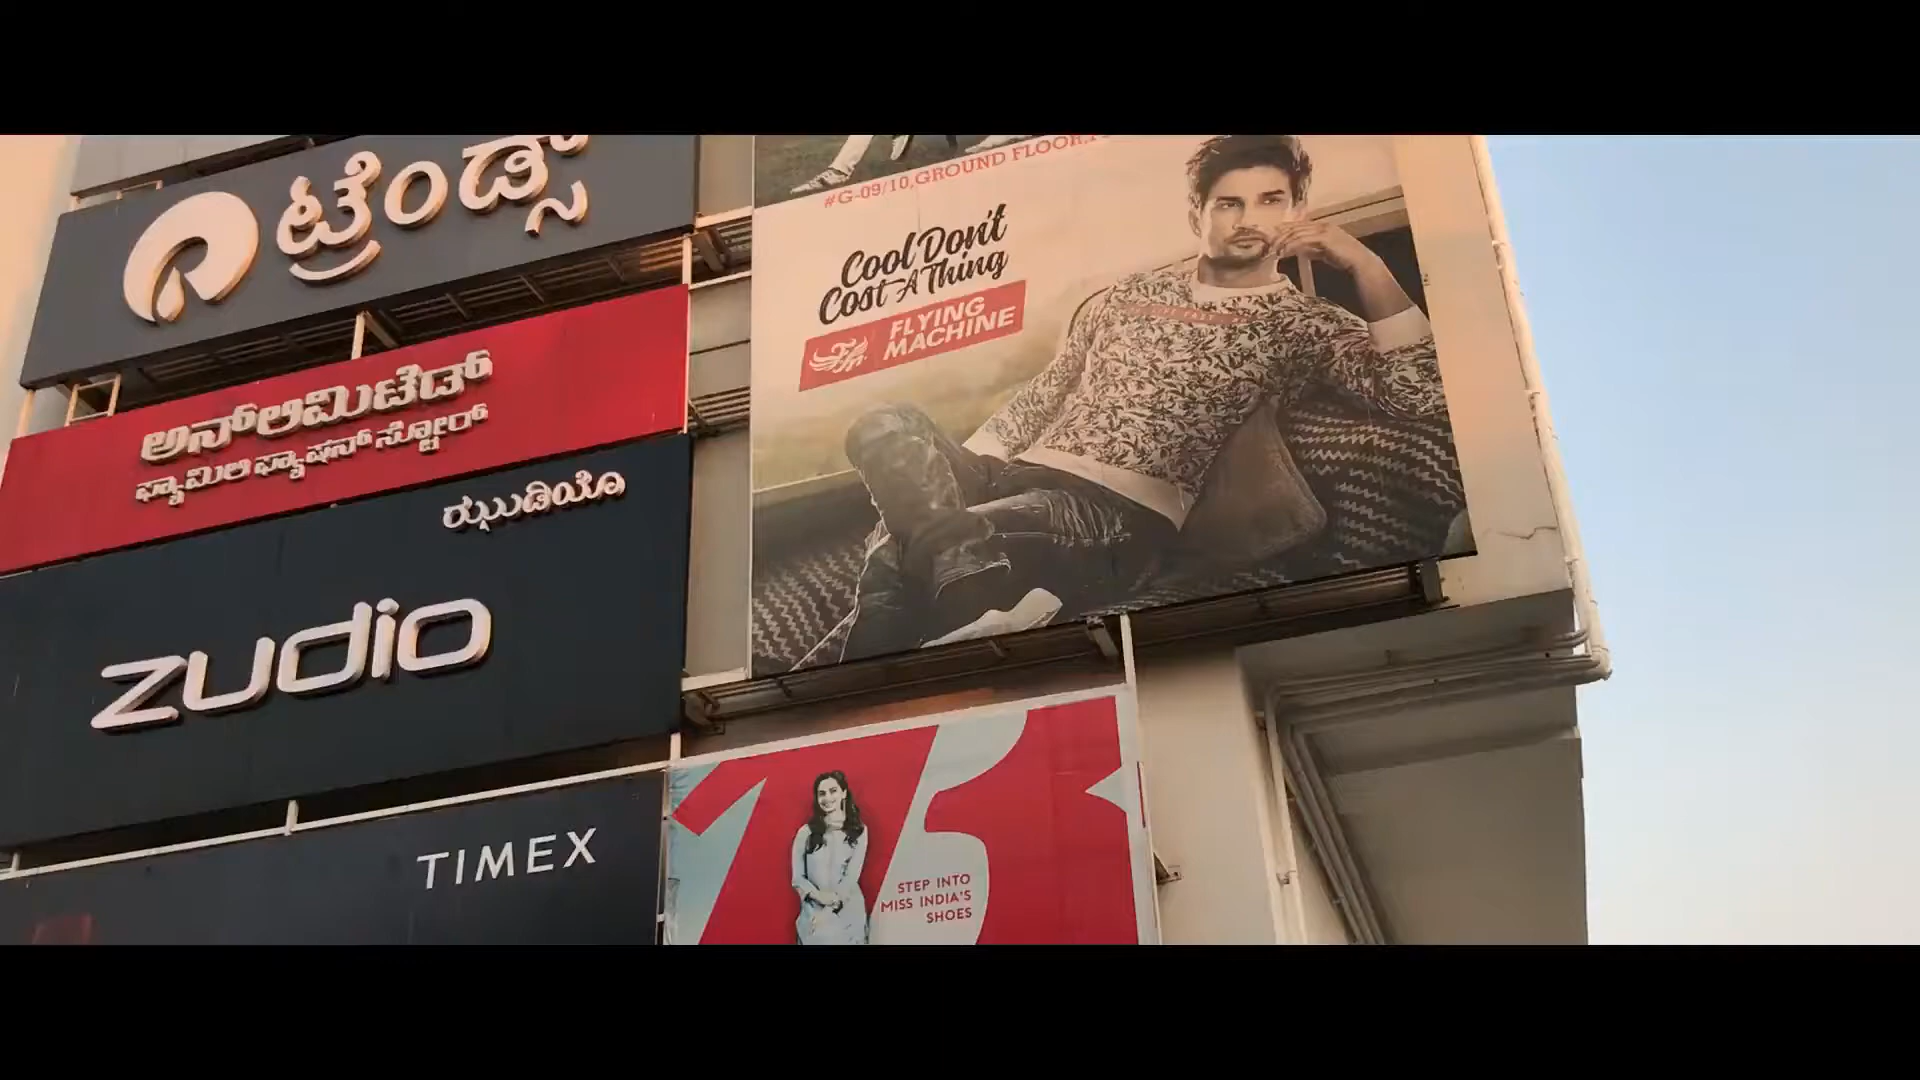 ಟ್ರೆಂಡ್ಸ್
ಅನ್‌ಲಿಮಿಟೆಡ್
ಫ್ಯಾಮಿಲಿ ಫ್ಯಾಷನ್ ಸ್ಟೋರ್
ಝುಡಿಯೊ
zudio
TIMEX
#G-09/10,GROUND FLOOR,
Cool Don't
Cost A Thing
FLYING
MACHINE
STEP INTO
MISS INDIA'S
SHOES